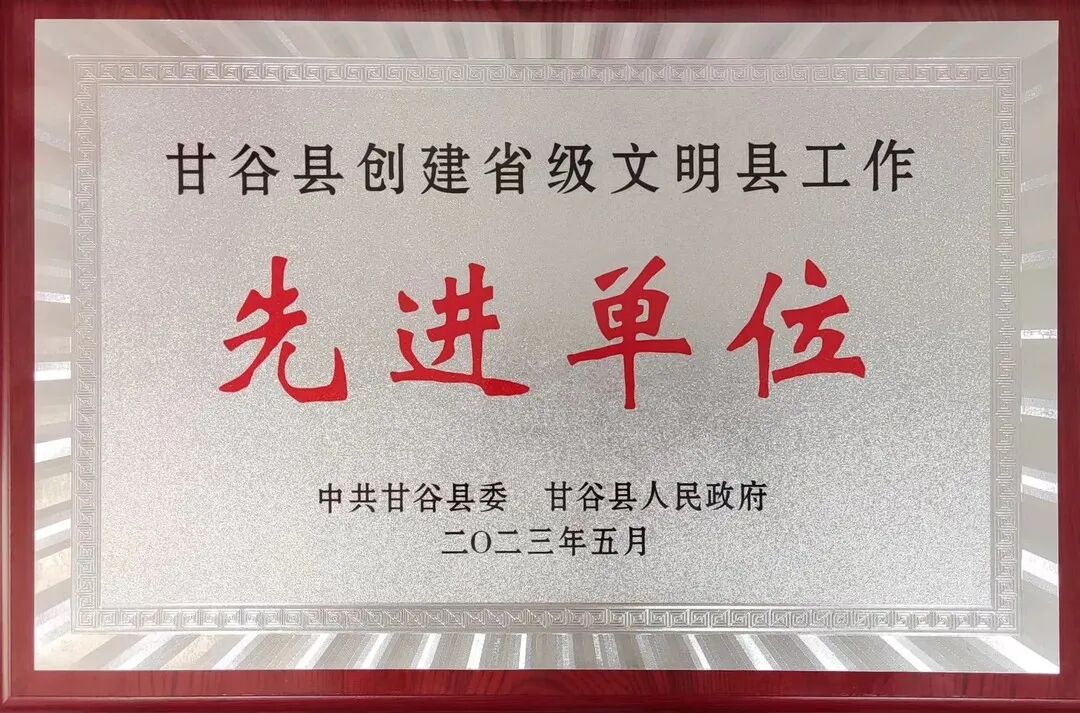 甘谷县创建省级文明县工作
先进单位
中共甘谷县委 甘谷县人民政府
二〇二三年五月